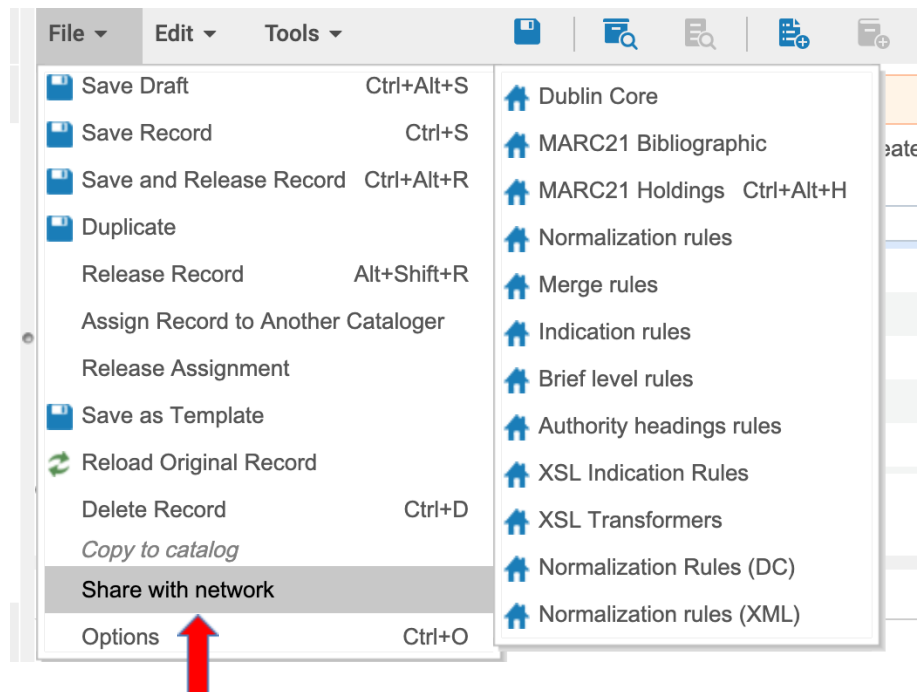 File Edit Tools
Save Draft Ctrl+Alt+S
Save Record Ctrl+S
Save and Release Record Ctrl+Alt+R
Duplicate
Release Record Alt+Shift+R
Assign Record to Another Cataloger
Release Assignment
Save as Template
Reload Original Record
Delete Record Ctrl+D
Copy to catalog
Share with network
Options Ctrl+O
Dublin Core
MARC21 Bibliographic
MARC21 Holdings Ctrl+Alt+H
Normalization rules
Merge rules
Indication rules
Brief level rules
Authority headings rules
XSL Indication Rules
XSL Transformers
Normalization Rules (DC)
Normalization rules (XML)